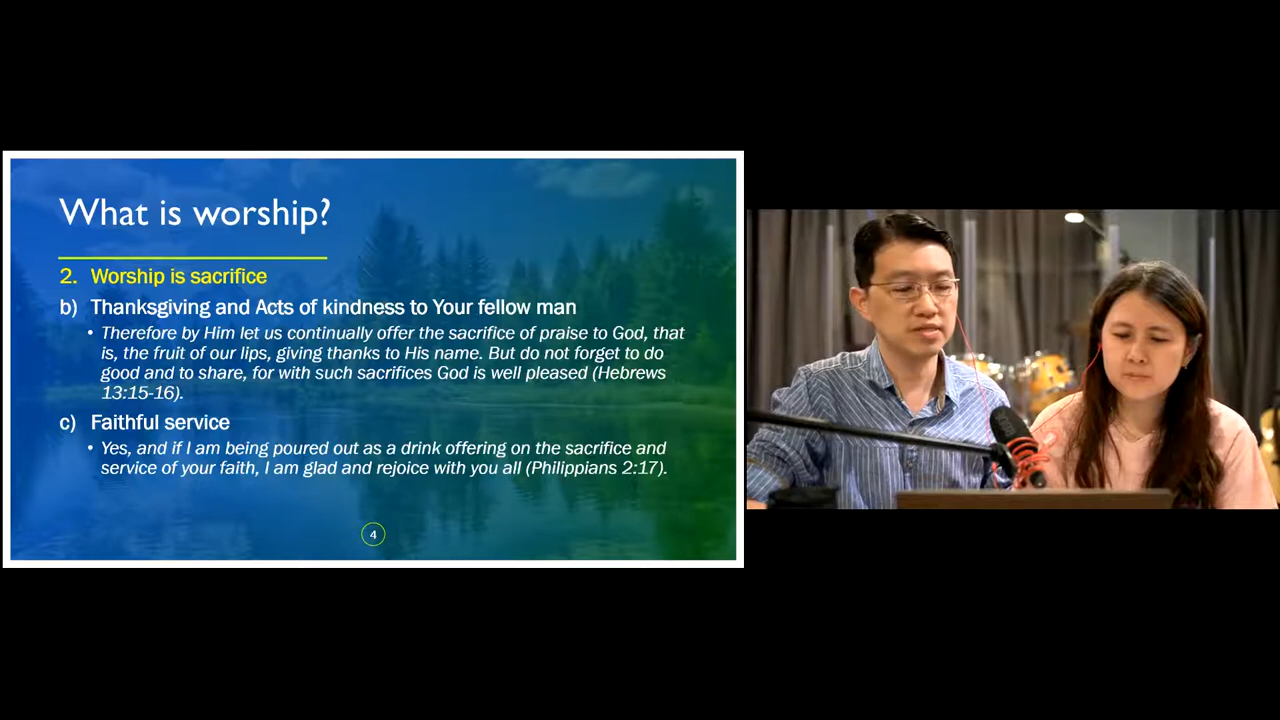 What is worship?
2. Worship is sacrifice
b) Thanksgiving and Acts of kindness to Your fellow man
• Therefore by Him let us continually offer the sacrifice of praise to God, that
is, the fruit of our lips, giving thanks to His name. But do not forget to do
good and to share, for with such sacrifices God is well pleased (Hebrews
13:15-16).
c) Faithful service
• Yes, and if I am being poured out as a drink offering on the sacrifice and
service of your faith, I am glad and rejoice with you all (Philippians 2:17).
4